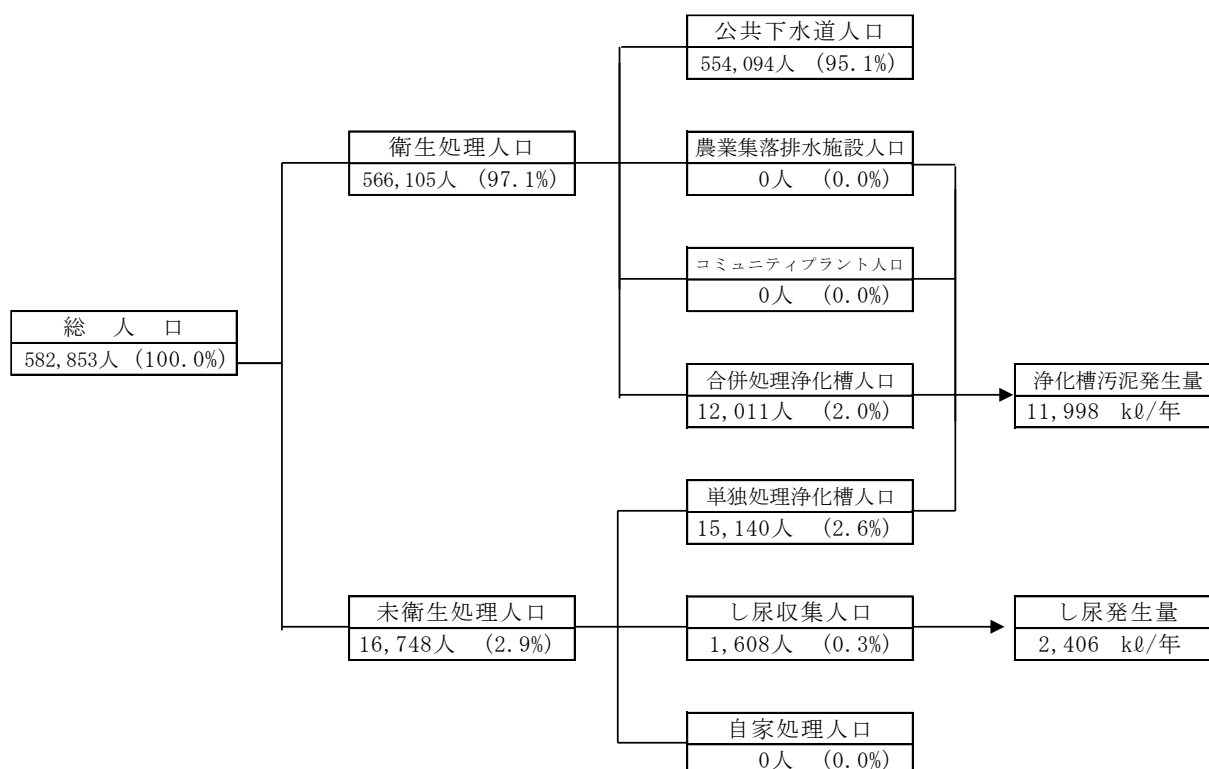 公共下水道人口
554,094人 (95.1%)
衛生処理人口
566,105人 (97.1%)
農業集落排水施設人口
0人 (0.0%)
コミュニティプラント人口
0人 (0.0%)
総人口
582,853人 (100.0%)
合併処理浄化槽人口
12,011人 (2.0%)
浄化槽汚泥発生量
11,998 kℓ/年
単独処理浄化槽人口
15,140人 (2.6%)
未衛生処理人口
16,748人 (2.9%)
し尿収集人口
1,608人 (0.3%)
し尿発生量
2,406 kℓ/年
自家処理人口
0人 (0.0%)